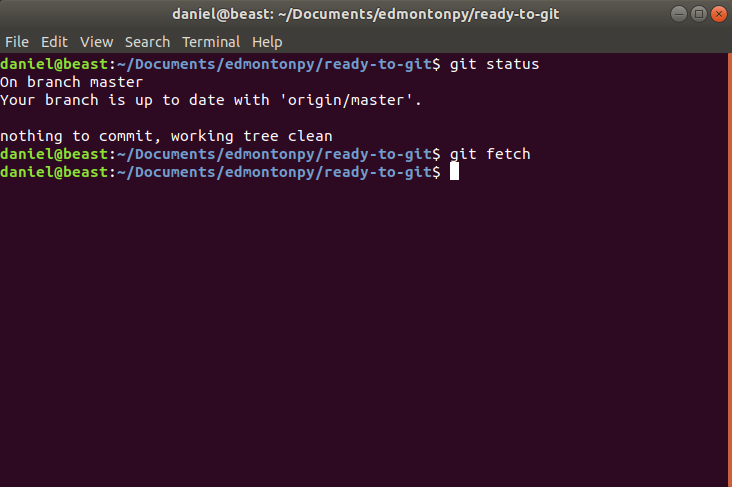 daniel@beast: ~/Documents/edmontonpy/ready-to-git
File Edit View Search Terminal Help
daniel@beast:~/Documents/edmontonpy/ready-to-git$ git status
On branch master
Your branch is up to date with 'origin/master'.
nothing to commit, working tree clean
daniel@beast:~/Documents/edmontonpy/ready-to-git$ git fetch
daniel@beast:~/Documents/edmontonpy/ready-to-git$